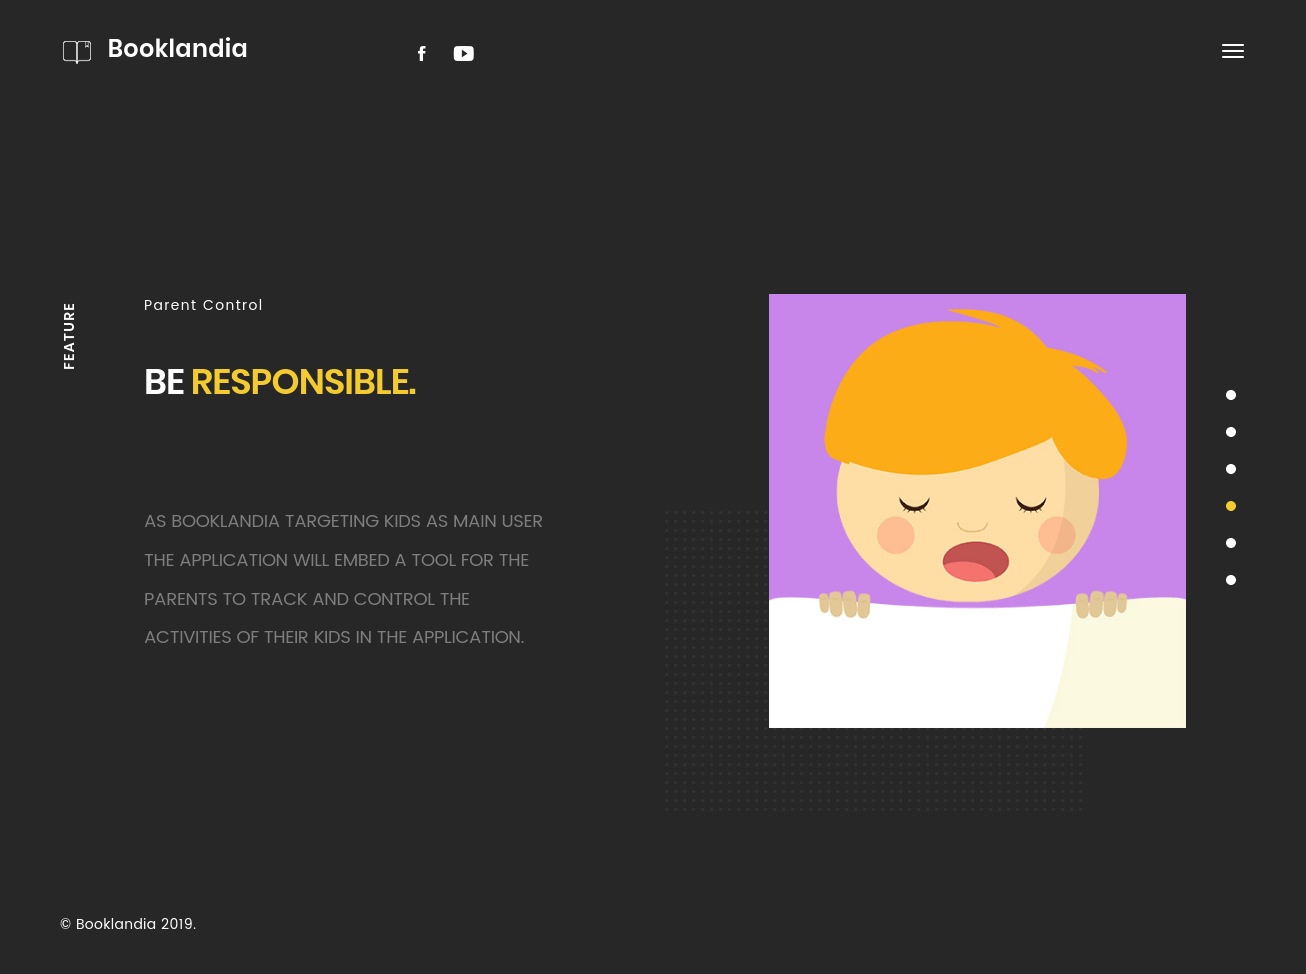 Booklandia
FEATURE
Parent Control
BE RESPONSIBLE.
AS BOOKLANDIA TARGETING KIDS AS MAIN USER
THE APPLICATION WILL EMBED A TOOL FOR THE
PARENTS TO TRACK AND CONTROL THE
ACTIVITIES OF THEIR KIDS IN THE APPLICATION.
© Booklandia 2019.